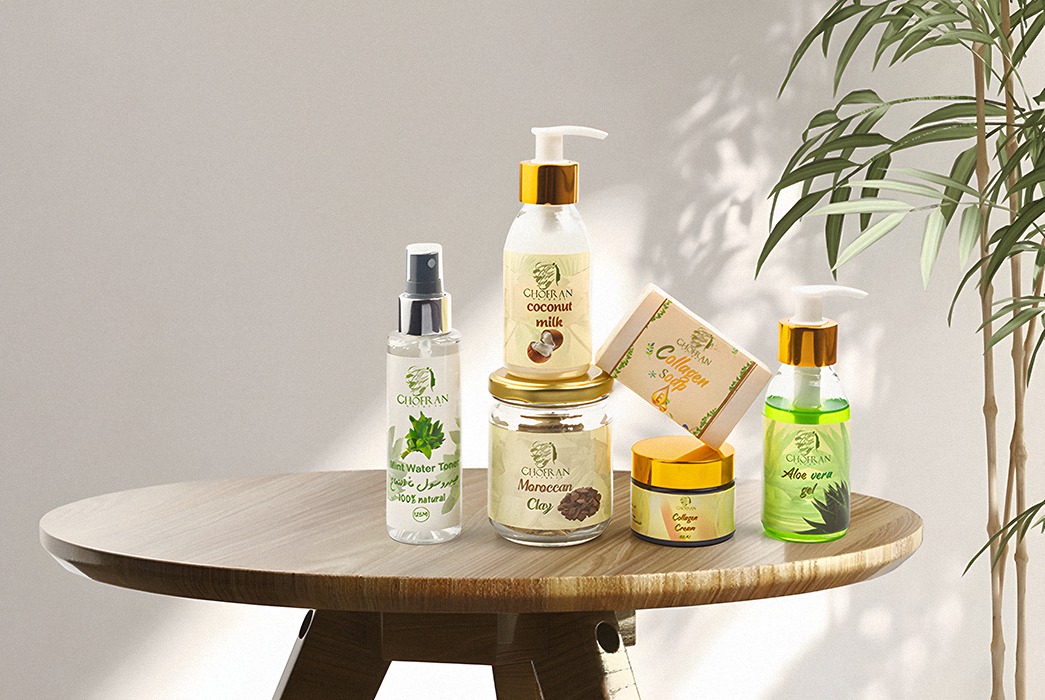 CHOFRAN
Mint Water Toner
100% natural
125Ml
CHOFRAN
coconut
milk
CHOFRAN
Moroccan
Clay
CHOFRAN
Collagen
Soap
E
CHOFRAN
Collagen
Cream
CHOFRAN
Aloe vera
gel